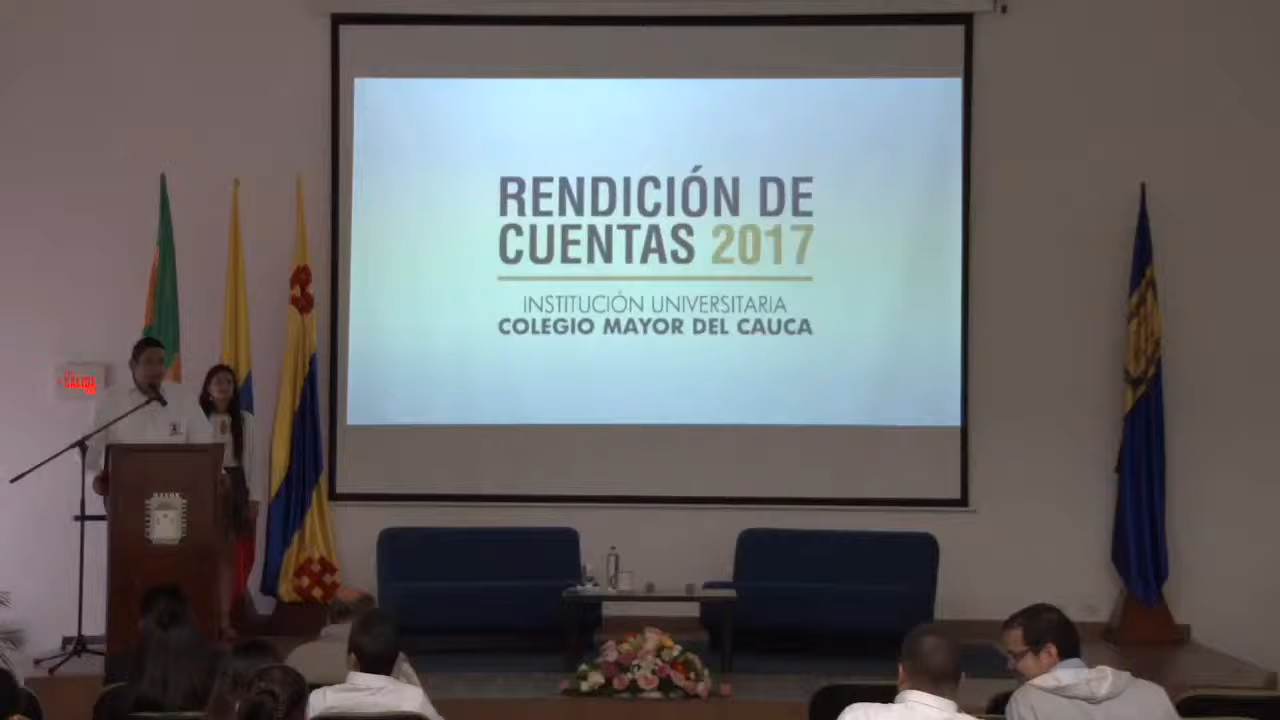 RENDICIÓN DE
CUENTAS 2017
INSTITUCIÓN UNIVERSITARIA
COLEGIO MAYOR DEL CAUCA
SALIDA